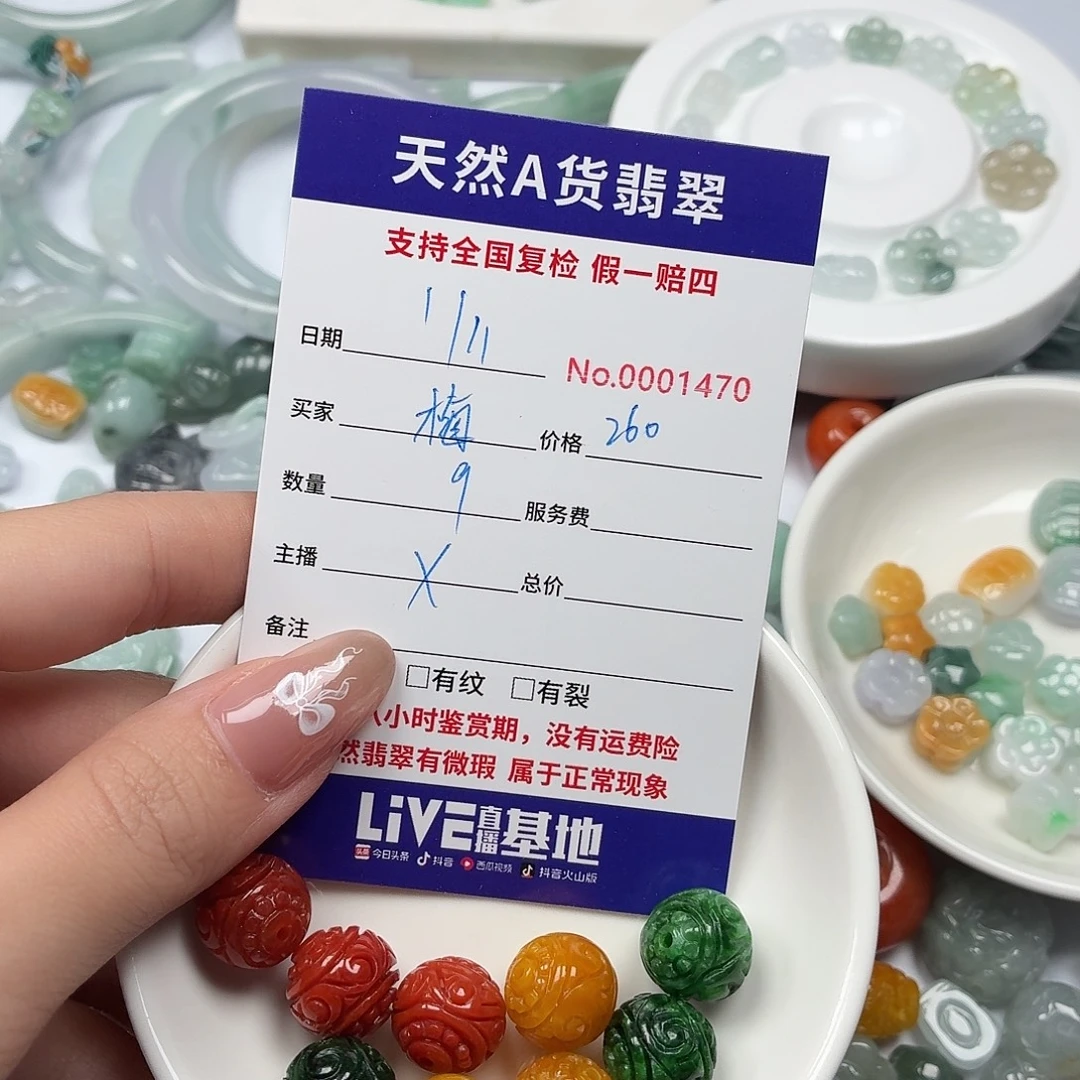 天然A货翡翠
支持全国复检 假一赔四
日期 11/11
No.0001470
买家 楠 价格 260
数量 9 服务费
主播 X 总价
备注
□有纹 □有裂
小时鉴赏期，没有运费险
然翡翠有微瑕 属于正常现象
LiVE直播基地
头条 今日头条 抖音 西瓜视频 抖音火山版